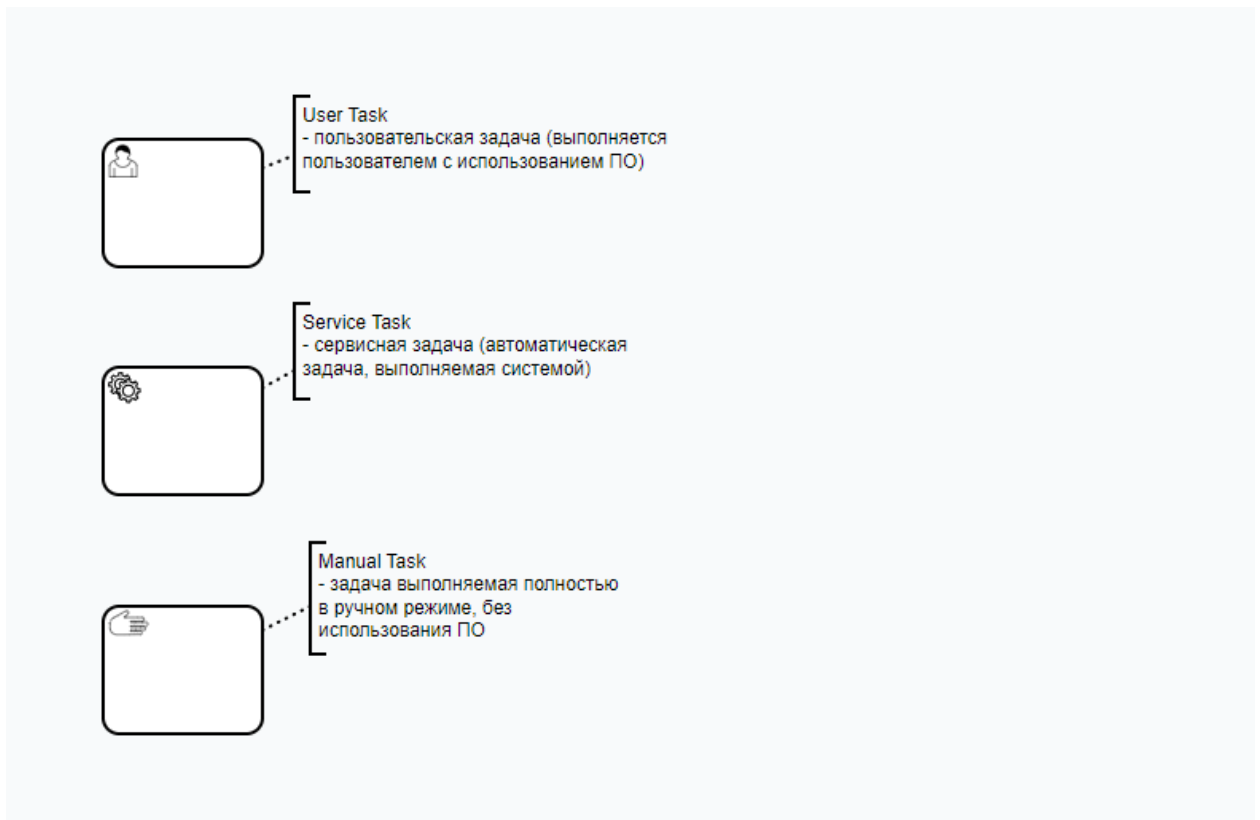 User Task
- пользовательская задача (выполняется
пользователем с использованием ПО)
Service Task
- сервисная задача (автоматическая
задача, выполняемая системой)
Manual Task
- задача выполняемая полностью
в ручном режиме, без
использования ПО